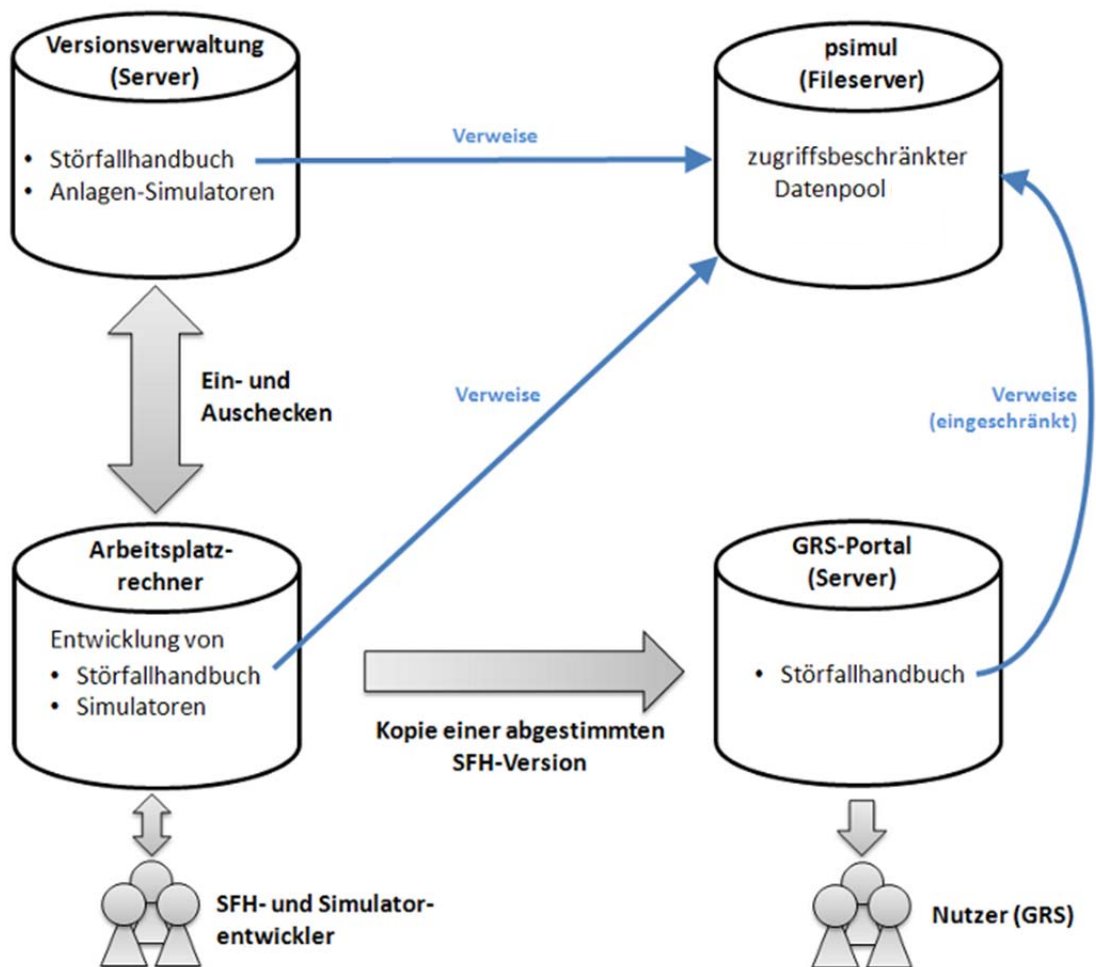 Versionsverwaltung
(Server)
• Störfallhandbuch
• Anlagen-Simulatoren
Verweise
psimul
(Fileserver)
zugriffsbeschränkter
Datenpool
Ein- und
Auschecken
Verweise
Verweise
(eingeschränkt)
Arbeitsplatz-
rechner
Entwicklung von
• Störfallhandbuch
• Simulatoren
Kopie einer abgestimmten
SFH-Version
GRS-Portal
(Server)
• Störfallhandbuch
SFH- und Simulator-
entwickler
Nutzer (GRS)